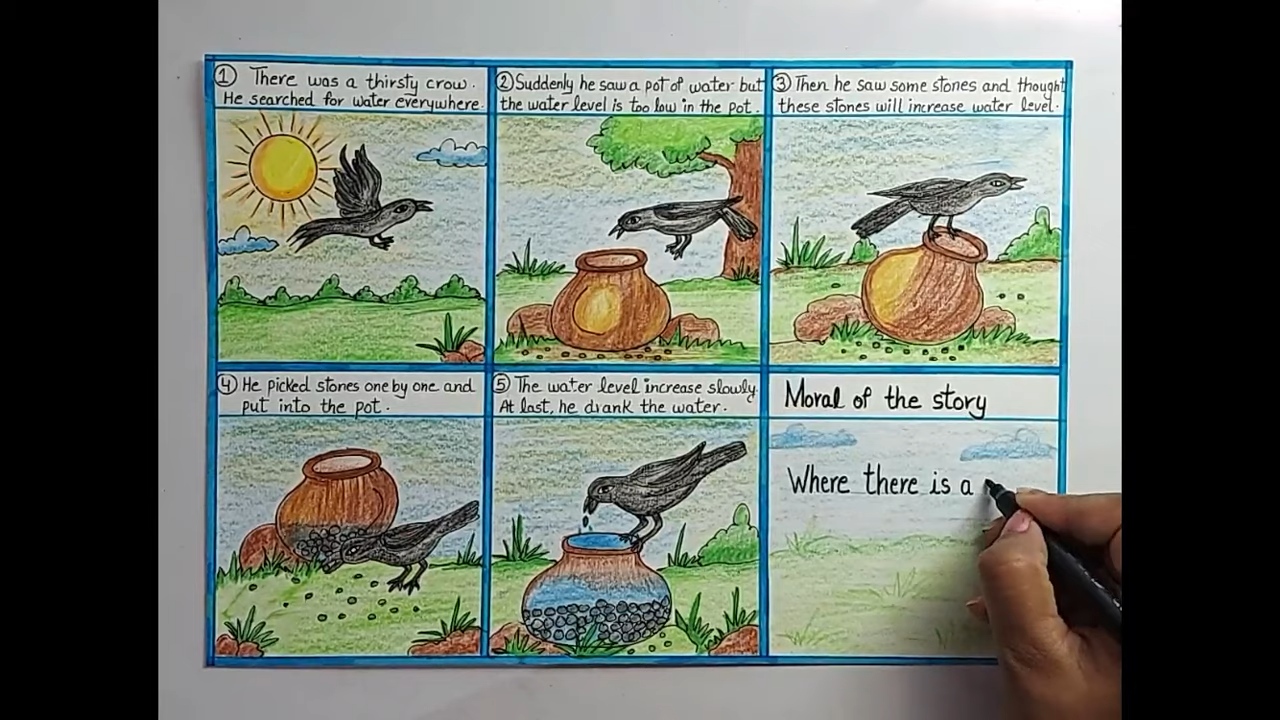 ① There was a thirsty crow.
He searched for water everywhere.
② Suddenly he saw a pot of water but
the water level is too low in the pot.
③ Then he saw some stones and thought
these stones will increase water level.
④ He picked stones one by one and
put into the pot.
⑤ The water level increase slowly.
At last, he drank the water.
Moral of the story
Where there is a